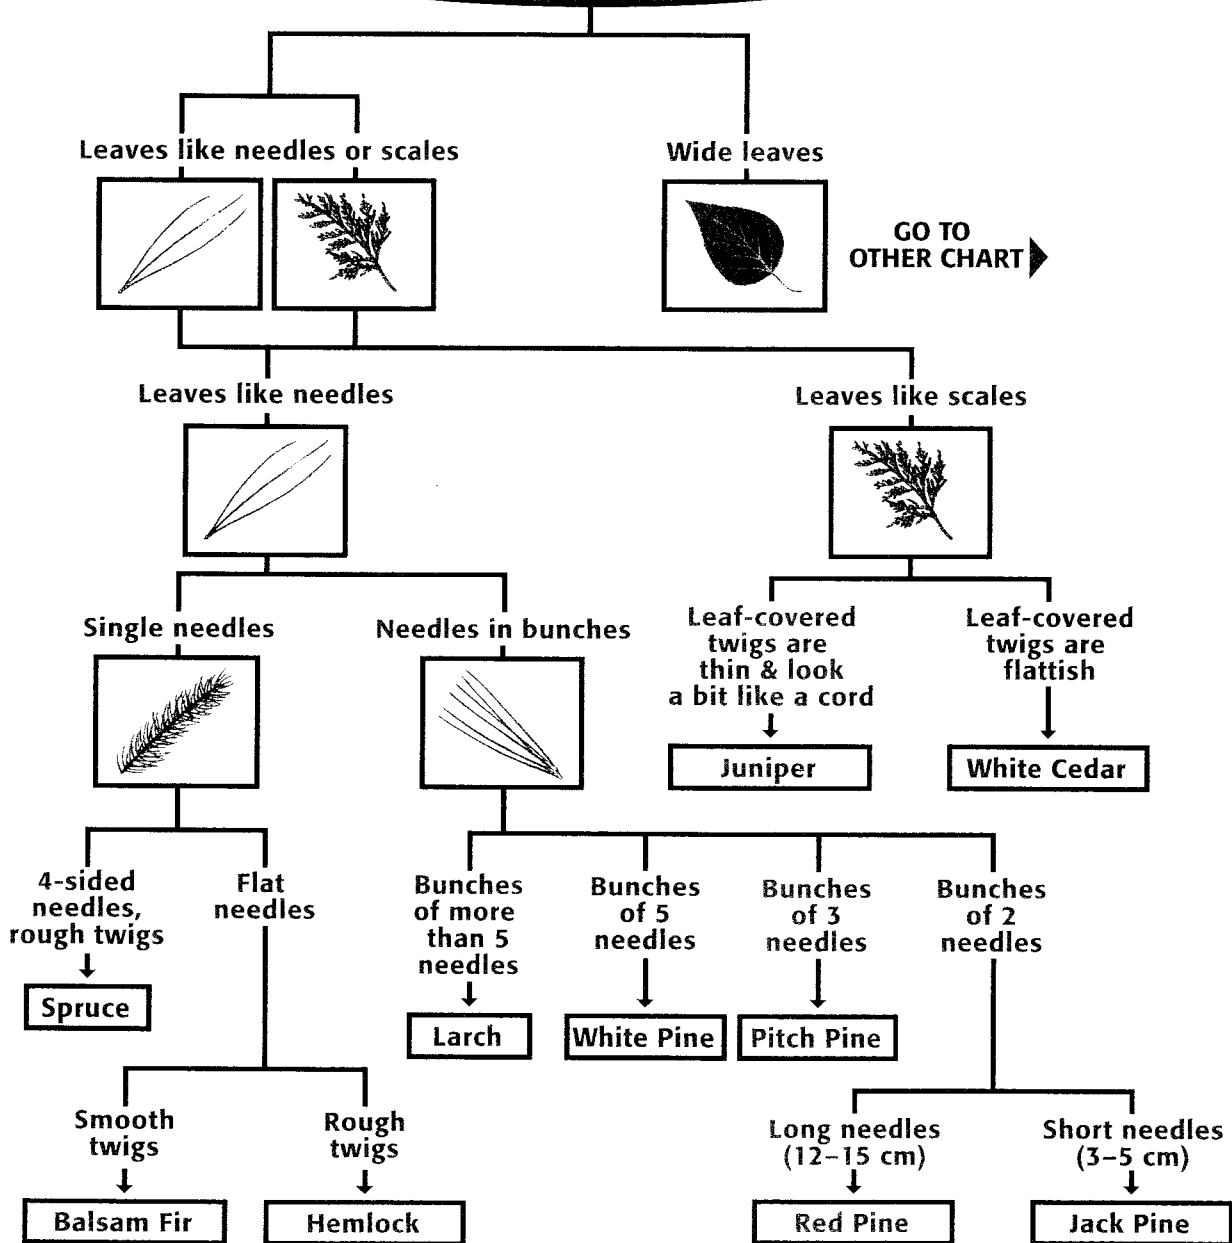 Leaves like needles or scales
Wide leaves
GO TO
OTHER CHART
Leaves like needles
Leaves like scales
Single needles
Needles in bunches
Leaf-covered
twigs are
thin & look
a bit like a cord
Leaf-covered
twigs are
flattish
Juniper
White Cedar
4-sided
needles,
rough twigs
Flat
needles
Bunches
of more
than 5
needles
Bunches
of 5
needles
Bunches
of 3
needles
Bunches
of 2
needles
Spruce
Larch
White Pine
Pitch Pine
Smooth
twigs
Rough
twigs
Long needles
(12–15 cm)
Short needles
(3–5 cm)
Balsam Fir
Hemlock
Red Pine
Jack Pine